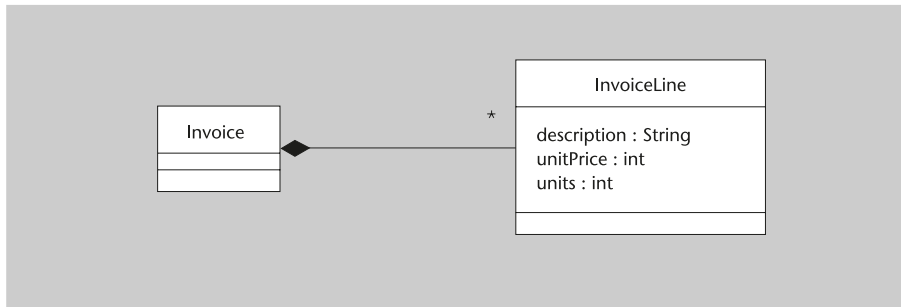 Invoice
*
InvoiceLine
description : String
unitPrice : int
units : int